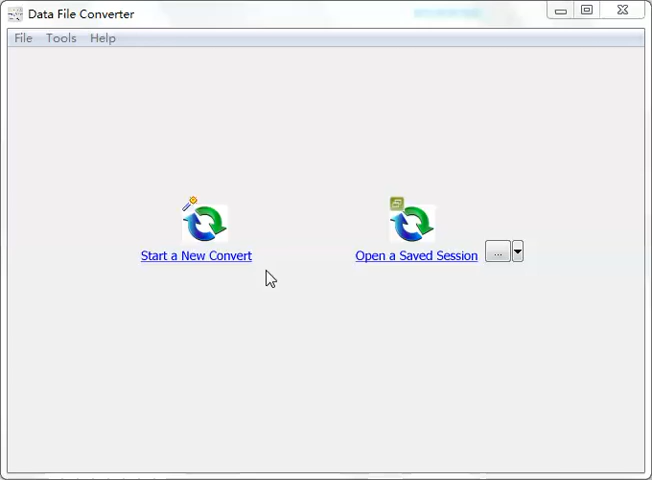 Data File Converter
File Tools Help
Start a New Convert
Open a Saved Session ...